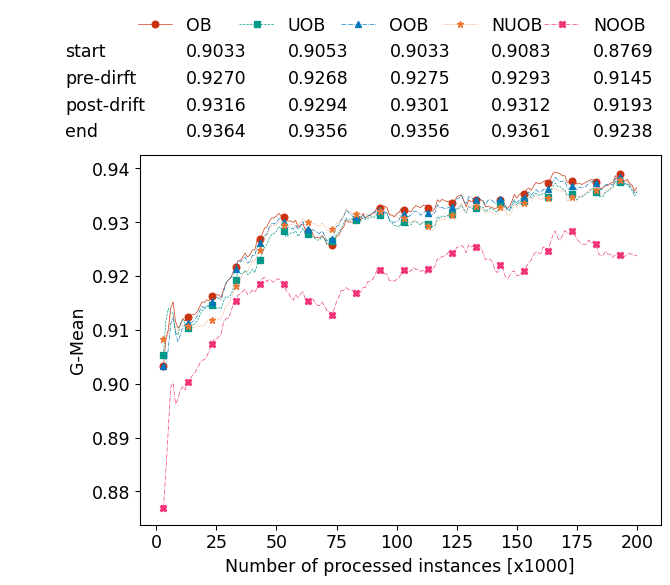 OB UOB OOB NUOB NOOB
start 0.9033 0.9053 0.9033 0.9083 0.8769
pre-dirft 0.9270 0.9268 0.9275 0.9293 0.9145
post-drift 0.9316 0.9294 0.9301 0.9312 0.9193
end 0.9364 0.9356 0.9356 0.9361 0.9238
0.94
0.93
0.92
0.91
0.90
0.89
0.88
G-Mean
0 25 50 75 100 125 150 175 200
Number of processed instances [x1000]